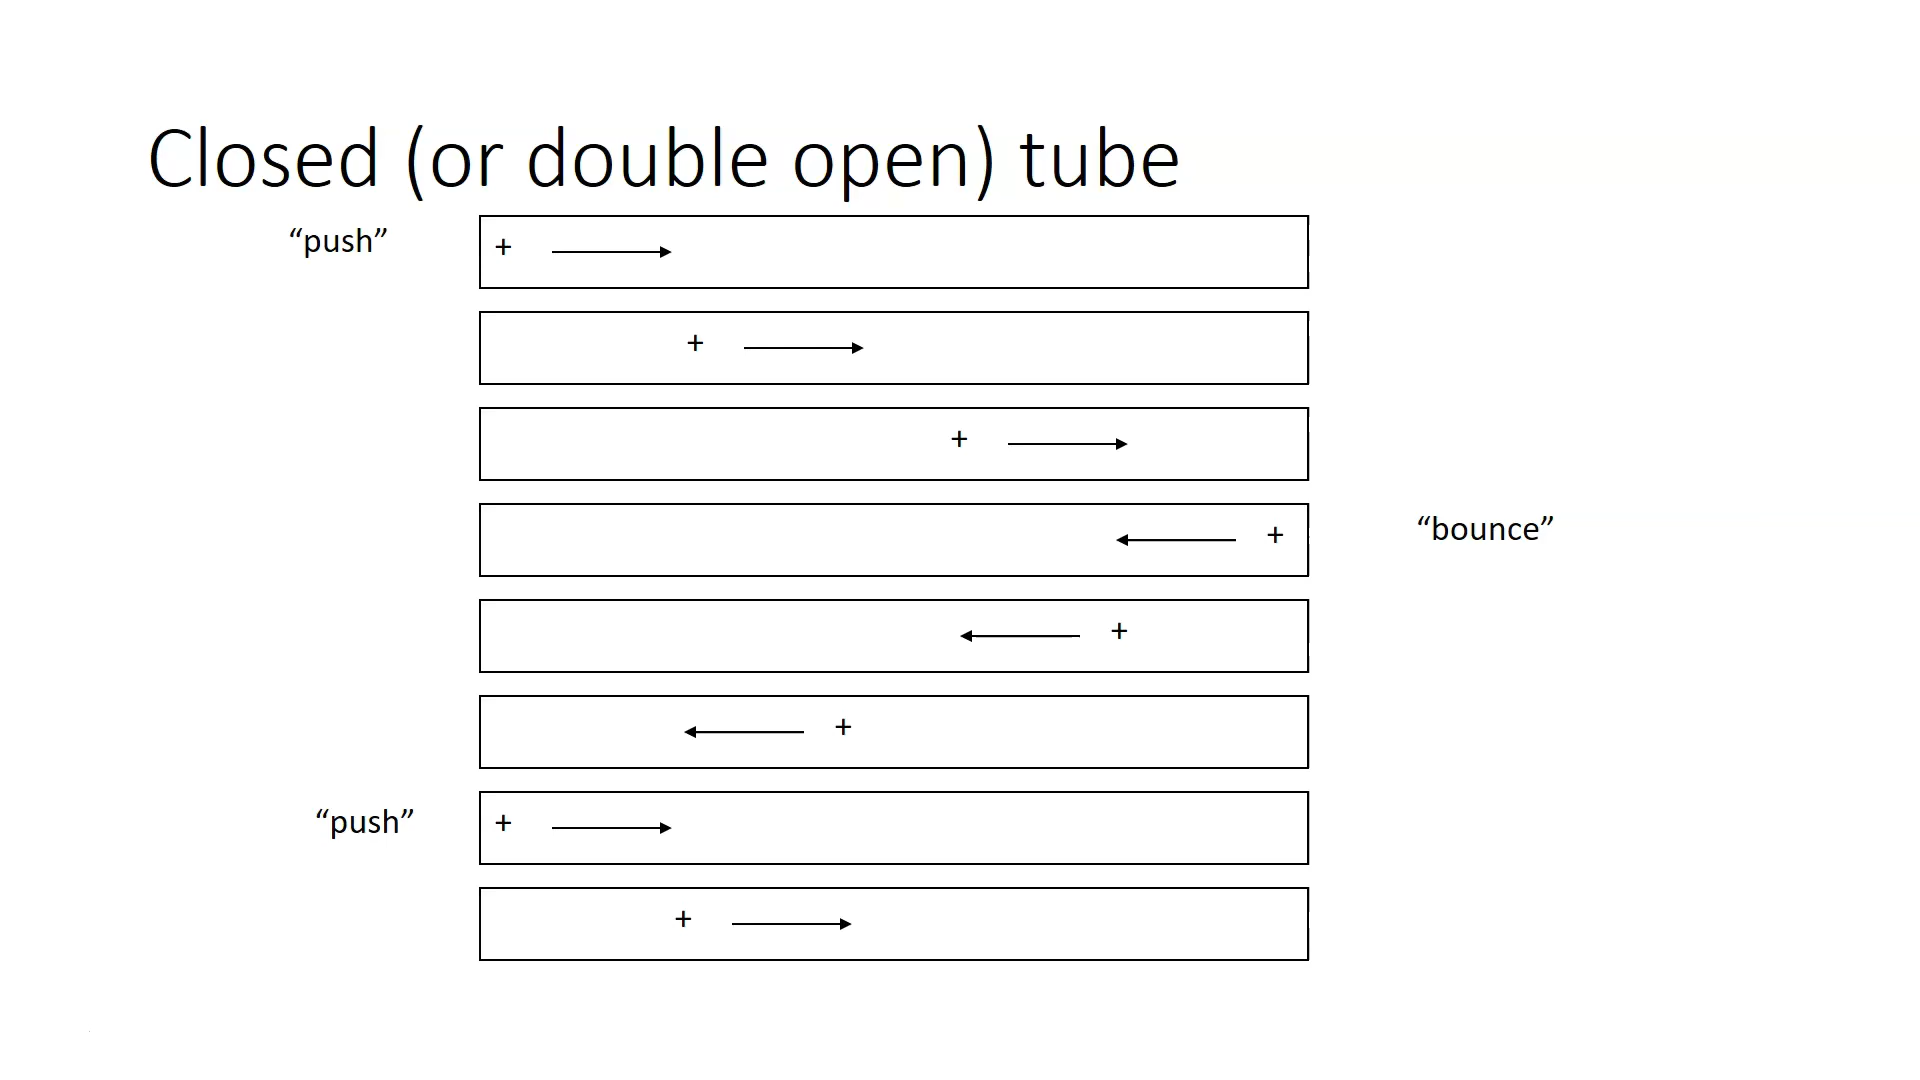 Closed (or double open) tube
“push”
+
+
+
+
“bounce”
+
+
“push”
+
+